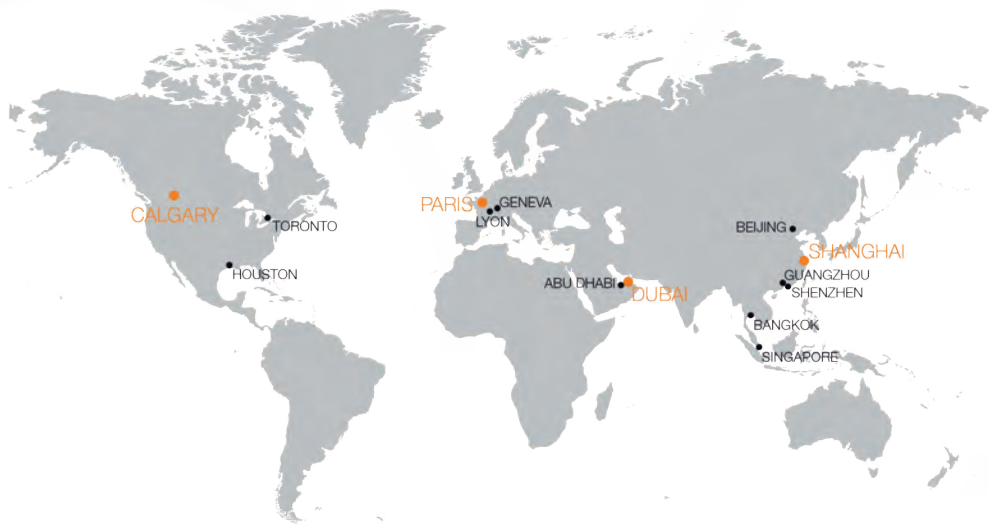 CALGARY
TORONTO
HOUSTON
PARIS
GENEVA
LYON
ABU DHABI
DUBAI
BEIJING
SHANGHAI
GUANGZHOU
SHENZHEN
BANGKOK
SINGAPORE